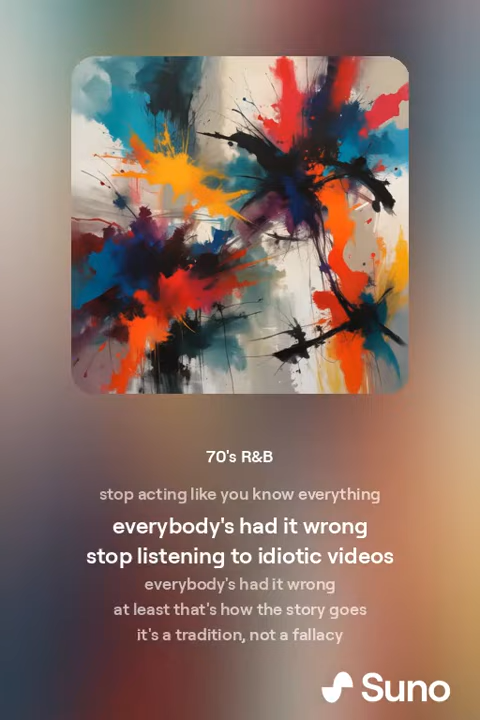 70's R&B
stop acting like you know everything
everybody's had it wrong
stop listening to idiotic videos
everybody's had it wrong
at least that's how the story goes
it's a tradition, not a fallacy
Suno